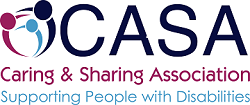 CASA
Caring & Sharing Association
Supporting People with Disabilities